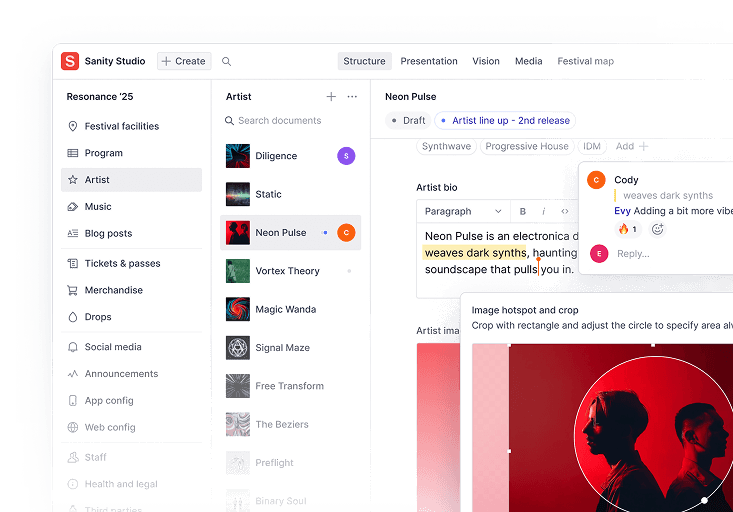 S Sanity Studio
Create
Structure
Presentation
Vision
Media
Festival map
Resonance '25
Festival facilities
Program
Artist
Music
Blog posts
Tickets & passes
Merchandise
Drops
Social media
Announcements
App config
Web config
Staff
Health and legal
Third parties
Artist
Search documents
Diligence
S
Static
Neon Pulse
C
Vortex Theory
Magic Wanda
Signal Maze
Free Transform
The Beziers
Preflight
Binary Soul
Neon Pulse
Draft
Artist line up - 2nd release
Synthwave
Progressive House
IDM
Add
Artist bio
Paragraph
B
i
Neon Pulse is an electronica d
weaves dark synths, haunting
soundscape that pulls you in.
C
Cody
weaves dark synths
Evy Adding a bit more vibe
🔥 1
E
Reply...
Artist ima
Image hotspot and crop
Crop with rectangle and adjust the circle to specify area alw